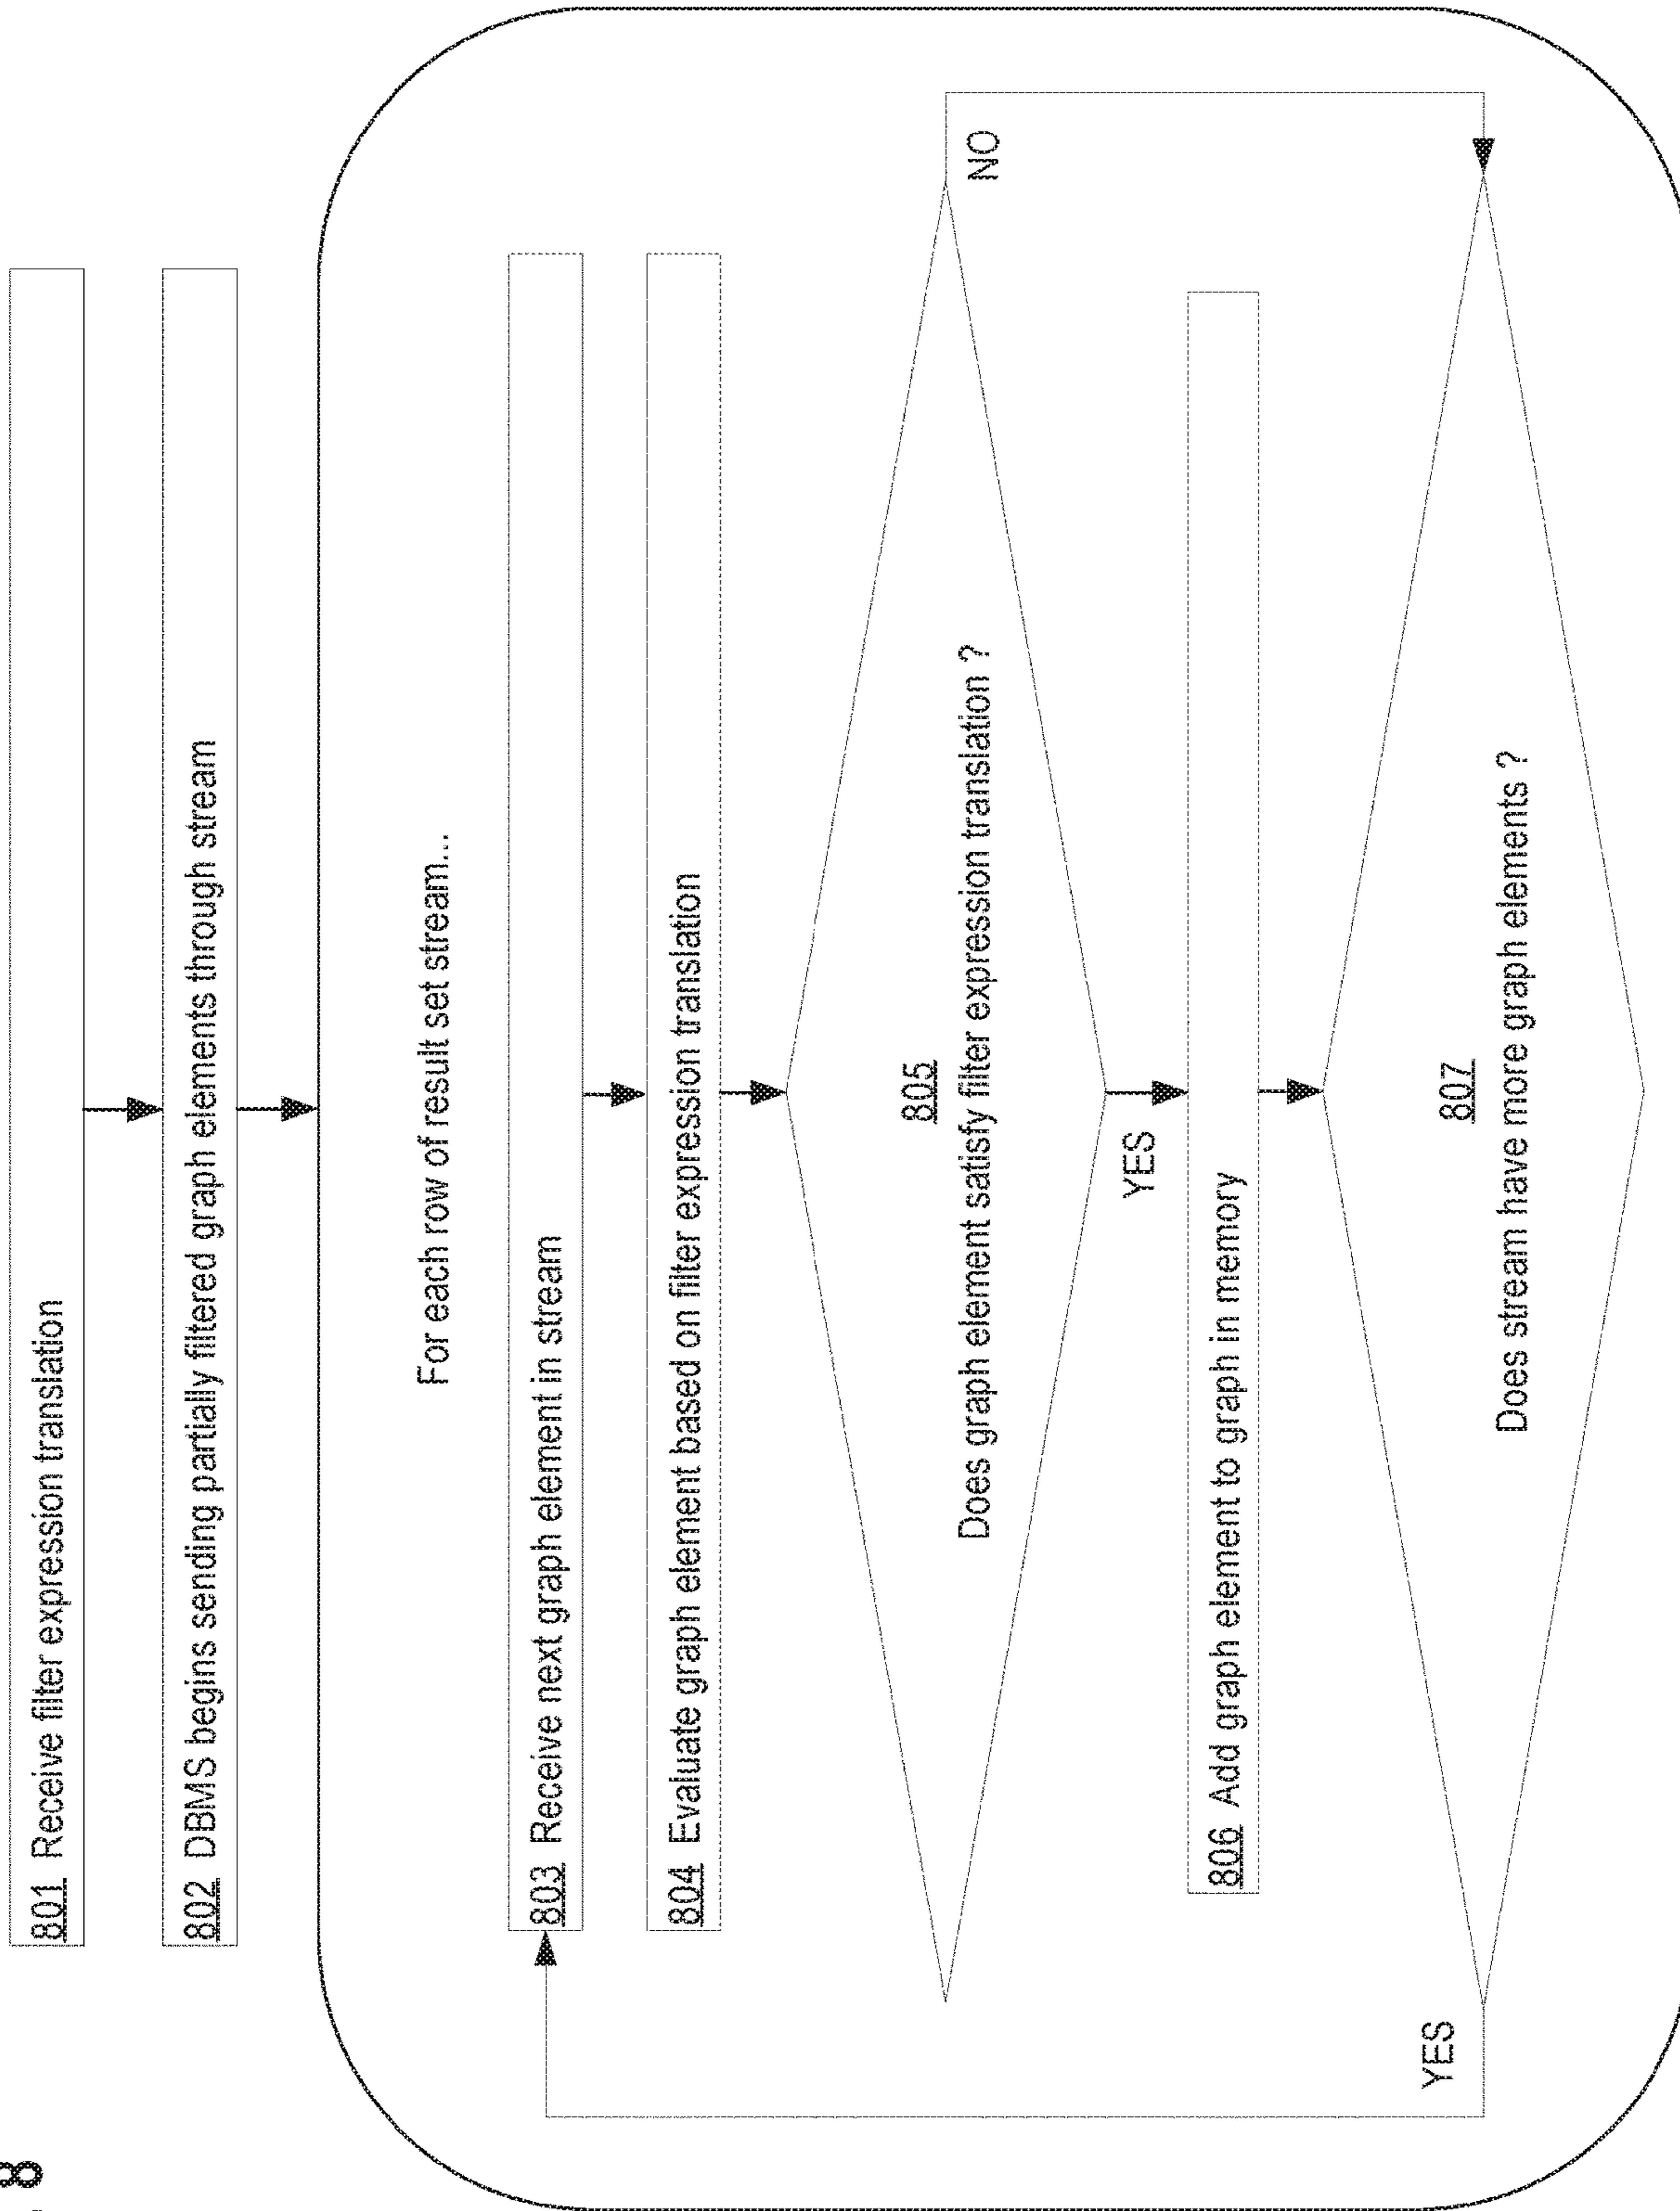 8
801 Receive filter expression translation
802 DBMS begins sending partially filtered graph elements through stream
For each row of result set stream...
803 Receive next graph element in stream
804 Evaluate graph element based on filter expression translation
805
Does graph element satisfy filter expression translation ?
NO
YES
806 Add graph element to graph in memory
807
Does stream have more graph elements ?
YES